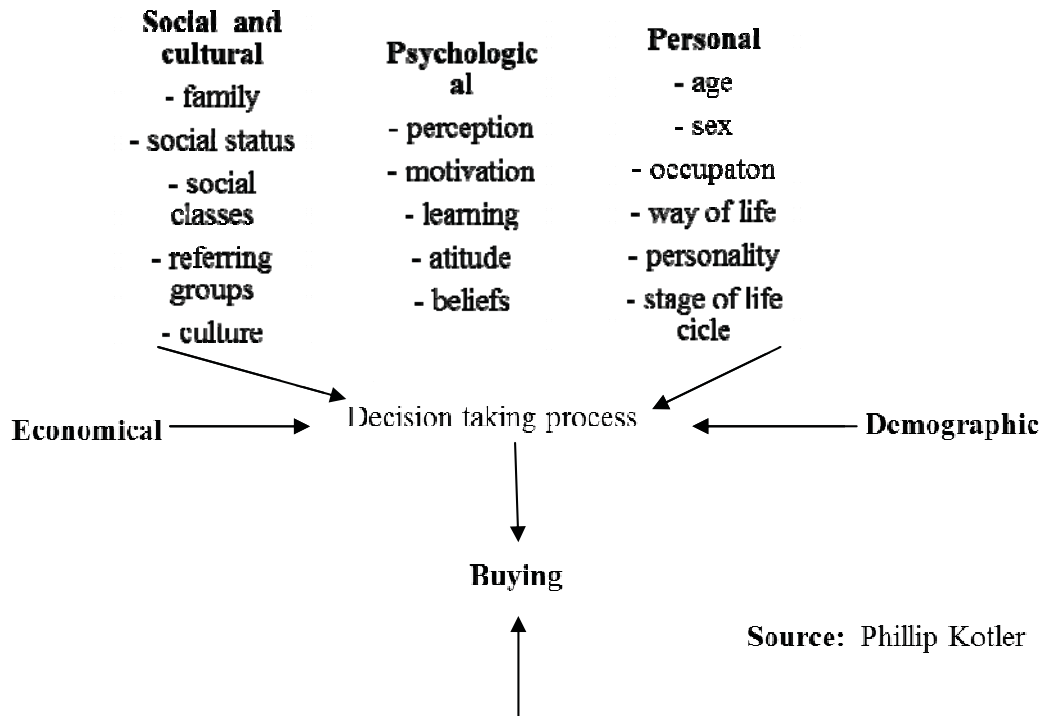 Social and
cultural
- family
- social status
- social
classes
- referring
groups
- culture
Psychologic
al
- perception
- motivation
- learning
- atitude
- beliefs
Personal
- age
- sex
- occupaton
- way of life
- personality
- stage of life
cicle
Economical
Decision taking process
Demographic
Buying
Source: Phillip Kotler